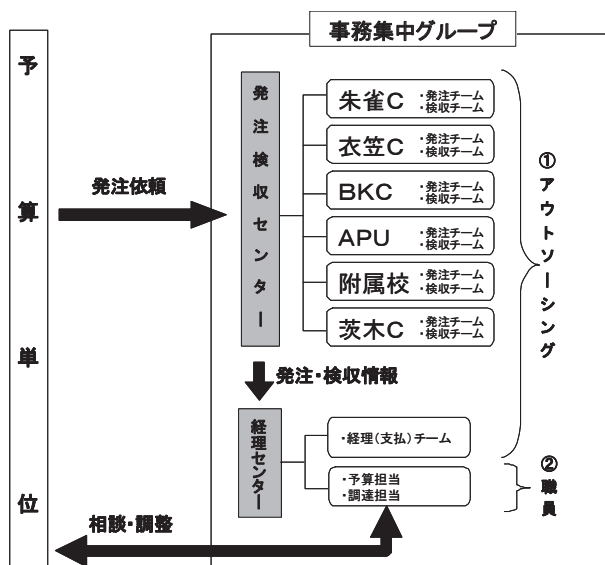 事務集中グループ
予算単位
発注依頼
発注検収センター
朱雀C ・発注チーム
・検収チーム
衣笠C ・発注チーム
・検収チーム
BKC ・発注チーム
・検収チーム
APU ・発注チーム
・検収チーム
附属校 ・発注チーム
・検収チーム
茨木C ・発注チーム
・検収チーム
①アウトソーシング
発注・検収情報
経理センター
・経理(支払)チーム
・予算担当
・調達担当
②職員
相談・調整